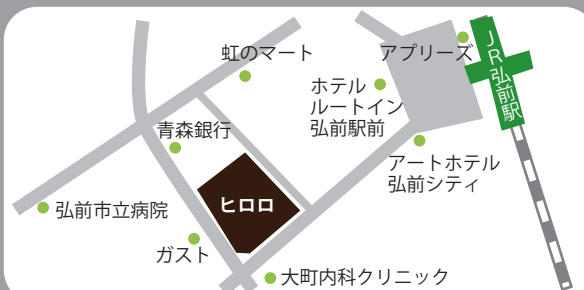 虹のマート
アプリーズ
JR弘前駅
ホテル
ルートイン
弘前駅前
青森銀行
アートホテル
弘前シティ
ヒロロ
弘前市立病院
ガスト
大町内科クリニック